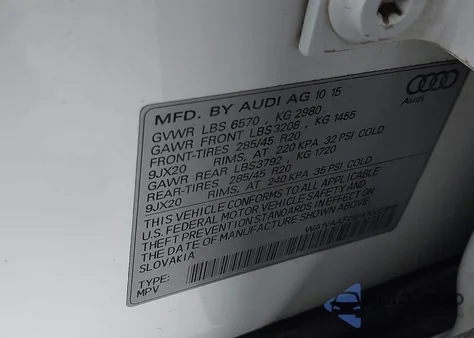 MFD. BY AUDI AG 10 15
GVWR LBS 6570 , KG 2980
GAWR FRONT LBS3208 , KG 1455
FRONT-TIRES 285/45 R20
9JX20 RIMS, AT 220 KPA 32 PSI COLD
GAWR REAR LBS3792 , KG 1720
REAR-TIRES 285/45 R20
9JX20 RIMS, AT 240 KPA 35 PSI COLD
THIS VEHICLE CONFORMS TO ALL APPLICABLE
U.S. FEDERAL MOTOR VEHICLE SAFETY AND
THEFT PREVENTION STANDARDS IN EFFECT ON
THE DATE OF MANUFACTURE SHOWN ABOVE.
SLOVAKIA
TYPE:
MPV
Audi